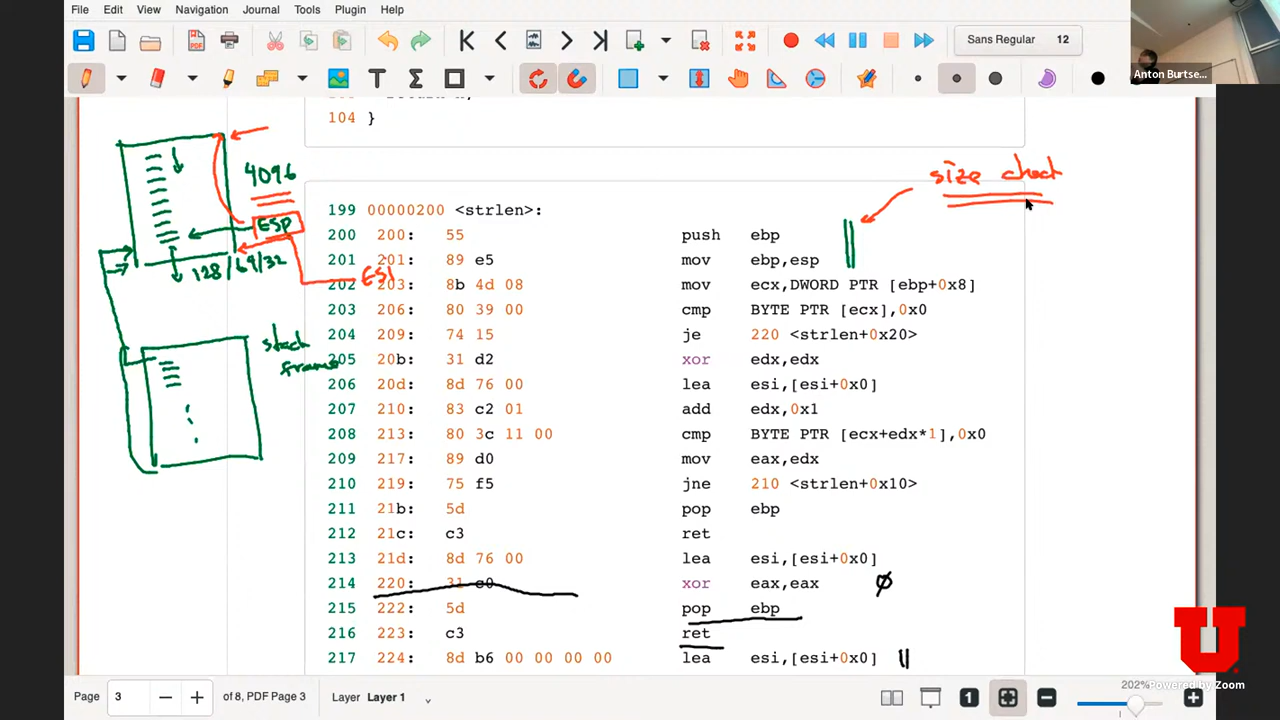 File Edit View Navigation Journal Tools Plugin Help
Sans Regular 12
Anton Burtse...
104 }
size check
4096
ESP
128/64/32
ESI
stack
frame
199 00000200 <strlen>:
200 200: 55 push ebp
201 201: 89 e5 mov ebp,esp
202 203: 8b 4d 08 mov ecx,DWORD PTR [ebp+0x8]
203 206: 80 39 00 cmp BYTE PTR [ecx],0x0
204 209: 74 15 je 220 <strlen+0x20>
205 20b: 31 d2 xor edx,edx
206 20d: 8d 76 00 lea esi,[esi+0x0]
207 210: 83 c2 01 add edx,0x1
208 213: 80 3c 11 00 cmp BYTE PTR [ecx+edx*1],0x0
209 217: 89 d0 mov eax,edx
210 219: 75 f5 jne 210 <strlen+0x10>
211 21b: 5d pop ebp
212 21c: c3 ret
213 21d: 8d 76 00 lea esi,[esi+0x0]
214 220: 31 c0 xor eax,eax Ø
215 222: 5d pop ebp
216 223: c3 ret
217 224: 8d b6 00 00 00 00 lea esi,[esi+0x0]
U
Page 3 of 8, PDF Page 3 Layer Layer 1 1 202%
Powered by Zoom